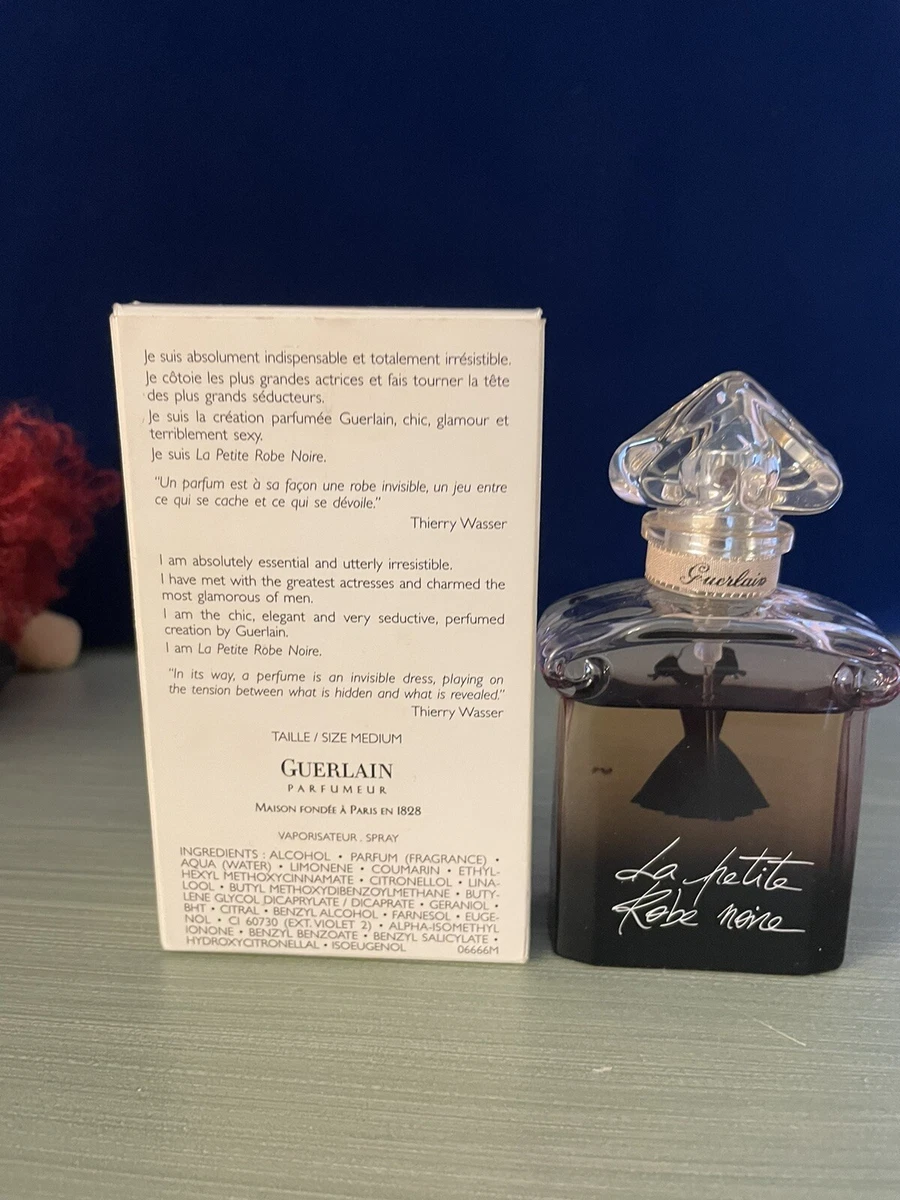 Je suis absolument indispensable et totalement irrésistible.
Je côtoie les plus grandes actrices et fais tourner la tête
des plus grands séducteurs.
Je suis la création parfumée Guerlain, chic, glamour et
terriblement sexy.
Je suis La Petite Robe Noire.
"Un parfum est à sa façon une robe invisible, un jeu entre
ce qui se cache et ce qui se dévoile."
Thierry Wasser
I am absolutely essential and utterly irresistible.
I have met with the greatest actresses and charmed the
most glamorous of men.
I am the chic, elegant and very seductive, perfumed
creation by Guerlain.
I am La Petite Robe Noire.
"In its way, a perfume is an invisible dress, playing on
the tension between what is hidden and what is revealed."
Thierry Wasser
TAILLE / SIZE MEDIUM
GUERLAIN
PARFUMEUR
MAISON FONDÉE À PARIS EN 1828
VAPORISATEUR . SPRAY
INGREDIENTS : ALCOHOL • PARFUM (FRAGRANCE) •
AQUA (WATER) • LIMONENE • COUMARIN • ETHYL-
HEXYL METHOXYCINNAMATE • CITRONELLOL • LINA-
LOOL • BUTYL METHOXYDIBENZOYLMETHANE • BUTY-
LENE GLYCOL DICAPRYLATE / DICAPRATE • GERANIOL •
BHT • CITRAL • BENZYL ALCOHOL • FARNESOL • EUGE-
NOL • CI 60730 (EXT. VIOLET 2) • ALPHA-ISOMETHYL
IONONE • BENZYL BENZOATE • BENZYL SALICYLATE •
HYDROXYCITRONELLAL • ISOEUGENOL 06666M
Guerlain
La petite
Robe noire